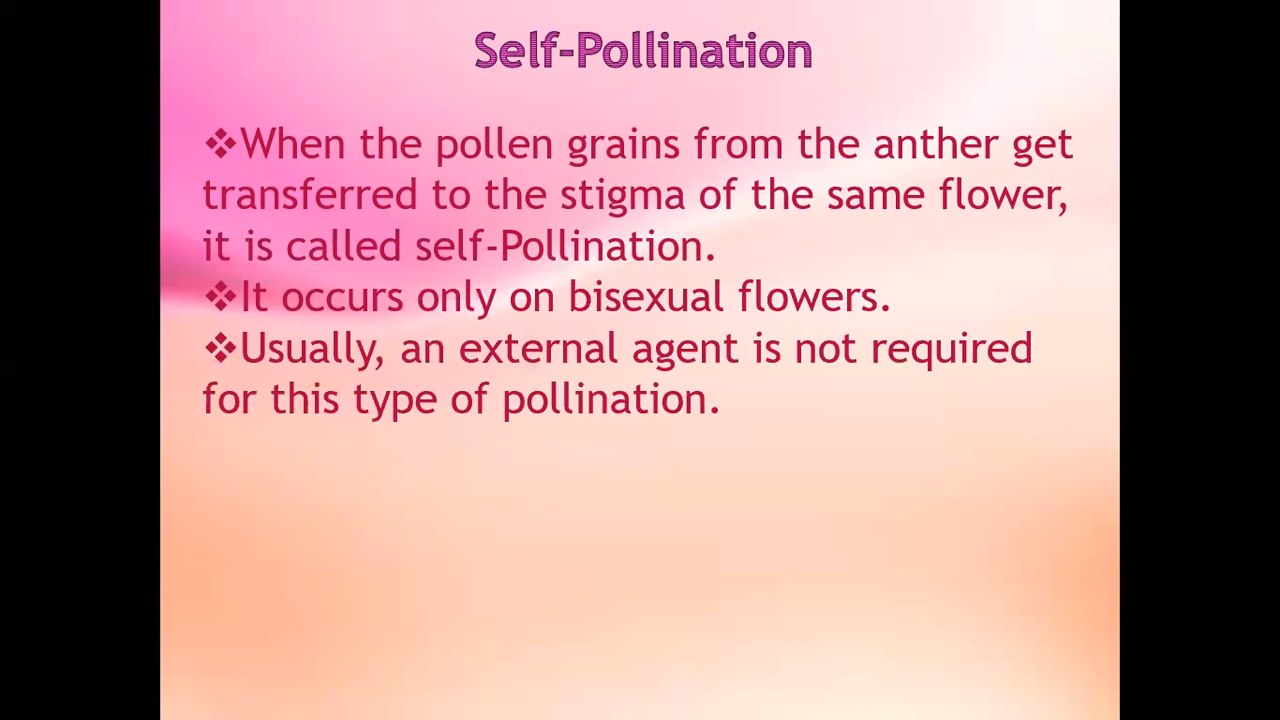 Self-Pollination
❖When the pollen grains from the anther get
transferred to the stigma of the same flower,
it is called self-Pollination.
❖It occurs only on bisexual flowers.
❖Usually, an external agent is not required
for this type of pollination.